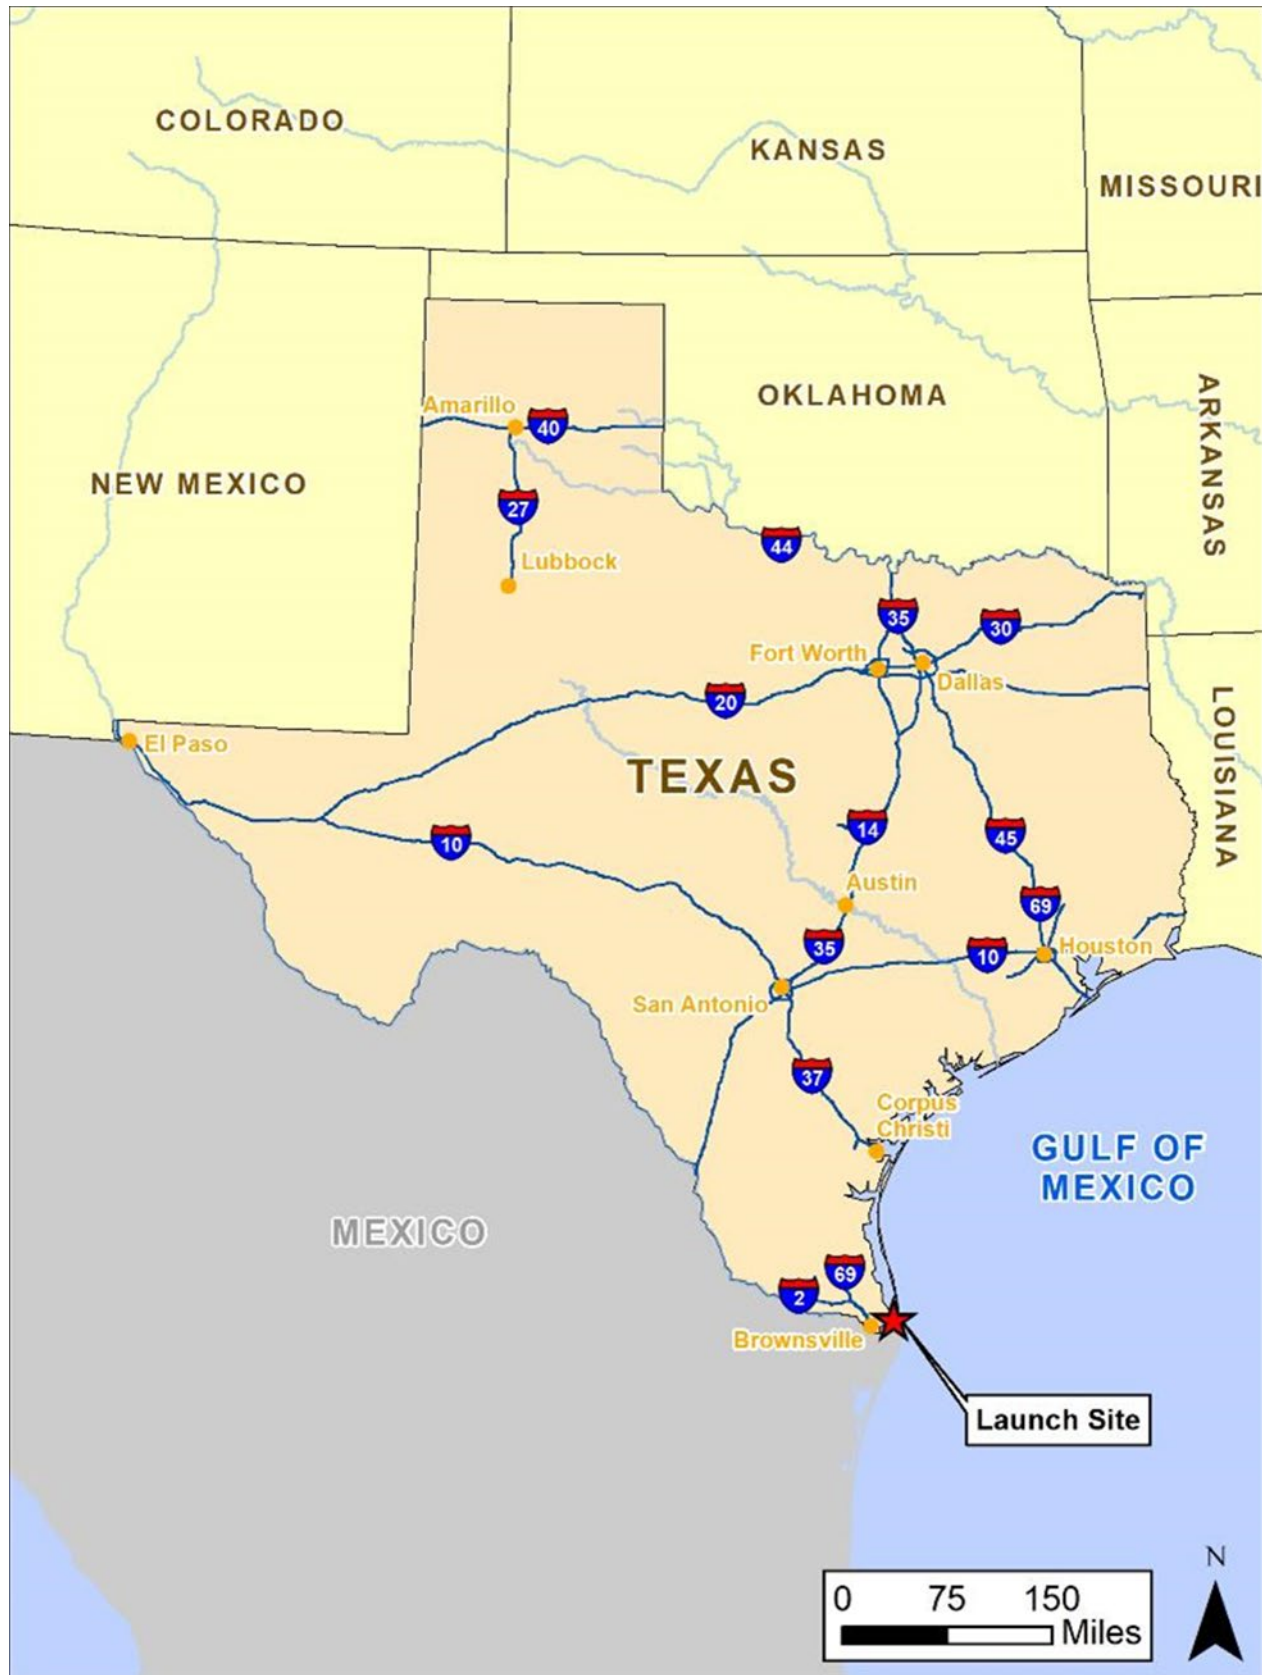 COLORADO
KANSAS
MISSOURI
OKLAHOMA
ARKANSAS
NEW MEXICO
Amarillo
40
27
Lubbock
44
35
30
Fort Worth
Dallas
20
LOUISIANA
El Paso
TEXAS
10
14
45
Austin
69
35
10
Houston
San Antonio
37
Corpus
Christi
GULF OF
MEXICO
MEXICO
69
2
Brownsville
Launch Site
N
0 75 150
Miles